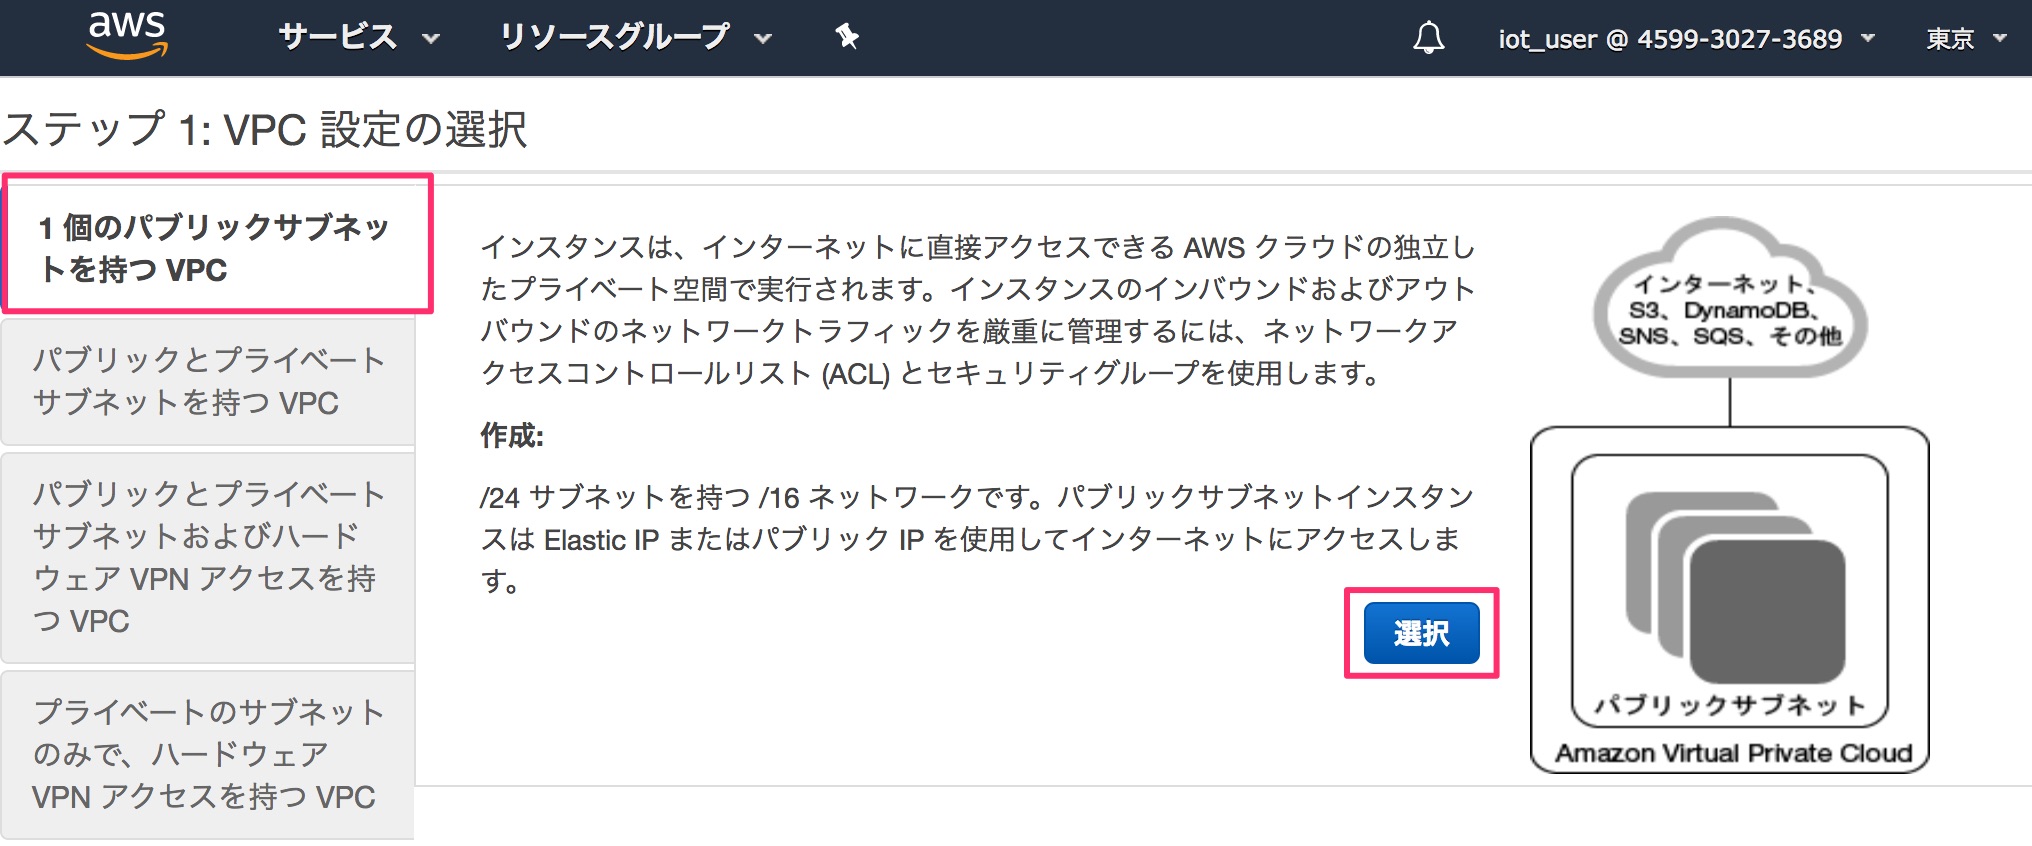 aws サービス リソースグループ iot_user @ 4599-3027-3689 東京
ステップ 1: VPC 設定の選択
1 個のパブリックサブネッ
トを持つ VPC
パブリックとプライベート
サブネットを持つ VPC
パブリックとプライベート
サブネットおよびハード
ウェア VPN アクセスを持
つ VPC
プライベートのサブネット
のみで、ハードウェア
VPN アクセスを持つ VPC
インスタンスは、インターネットに直接アクセスできる AWS クラウドの独立し
たプライベート空間で実行されます。インスタンスのインバウンドおよびアウト
バウンドのネットワークトラフィックを厳重に管理するには、ネットワークア
クセスコントロールリスト (ACL) とセキュリティグループを使用します。
作成:
/24 サブネットを持つ /16 ネットワークです。パブリックサブネットインスタン
スは Elastic IP またはパブリック IP を使用してインターネットにアクセスしま
す。
選択
インターネット、
S3、DynamoDB、
SNS、SQS、その他
パブリックサブネット
Amazon Virtual Private Cloud